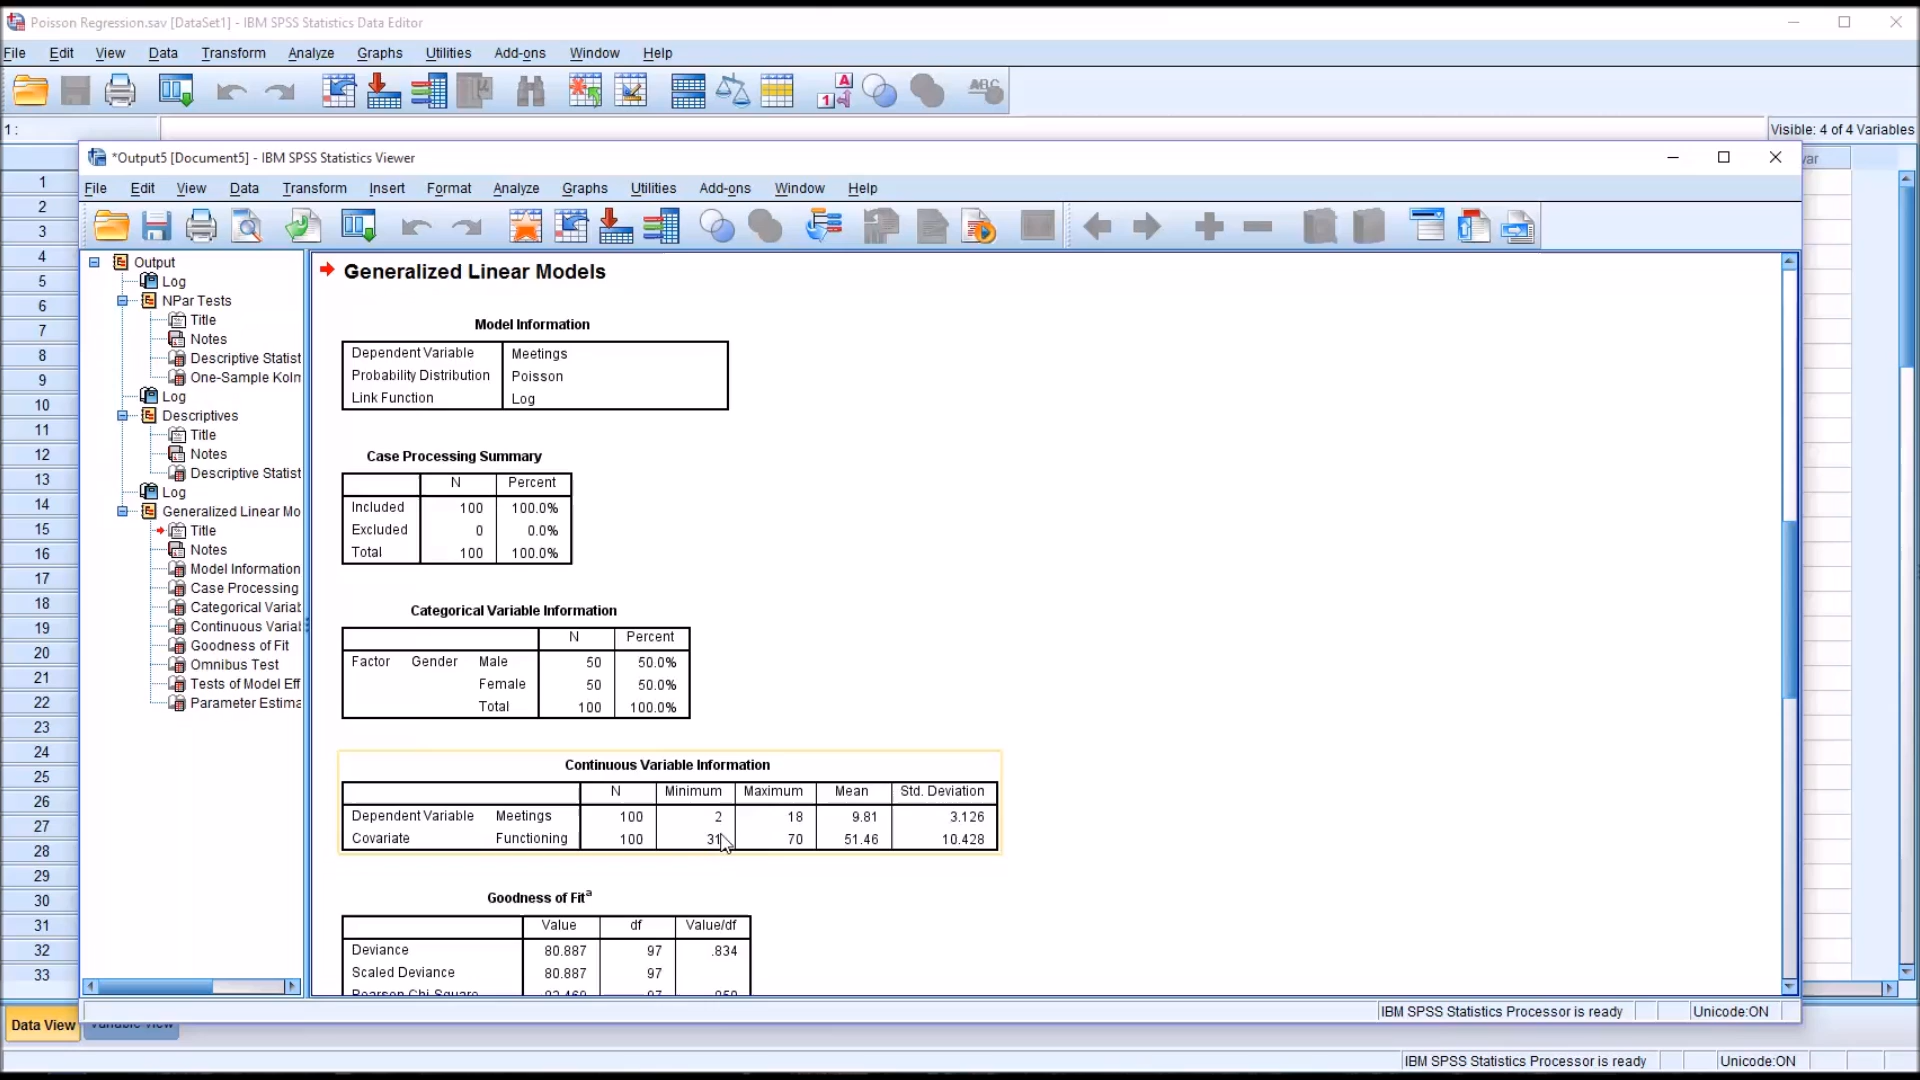 Poisson Regression.sav [DataSet1] - IBM SPSS Statistics Data Editor
File Edit View Data Transform Analyze Graphs Utilities Add-ons Window Help
1 :
Visible: 4 of 4 Variables
var
*Output5 [Document5] - IBM SPSS Statistics Viewer
File Edit View Data Transform Insert Format Analyze Graphs Utilities Add-ons Window Help
1
2
3
4
5
6
7
8
9
10
11
12
13
14
15
16
17
18
19
20
21
22
23
24
25
26
27
28
29
30
31
32
33
Output
Log
NPar Tests
Title
Notes
Descriptive Statist
One-Sample Koln
Log
Descriptives
Title
Notes
Descriptive Statist
Log
Generalized Linear Mo
Title
Notes
Model Information
Case Processing
Categorical Variab
Continuous Variab
Goodness of Fit
Omnibus Test
Tests of Model Eff
Parameter Estima
Generalized Linear Models
Model Information
Dependent Variable Meetings
Probability Distribution Poisson
Link Function Log
Case Processing Summary
N Percent
Included 100 100.0%
Excluded 0 0.0%
Total 100 100.0%
Categorical Variable Information
N Percent
Factor Gender Male 50 50.0%
Female 50 50.0%
Total 100 100.0%
Continuous Variable Information
N Minimum Maximum Mean Std. Deviation
Dependent Variable Meetings 100 2 18 9.81 3.126
Covariate Functioning 100 31 70 51.46 10.428
Goodness of Fit a
Value df Value/df
Deviance 80.887 97 .834
Scaled Deviance 80.887 97
Pearson Chi-Square 97
IBM SPSS Statistics Processor is ready Unicode:ON
Data View Variable View
IBM SPSS Statistics Processor is ready Unicode:ON